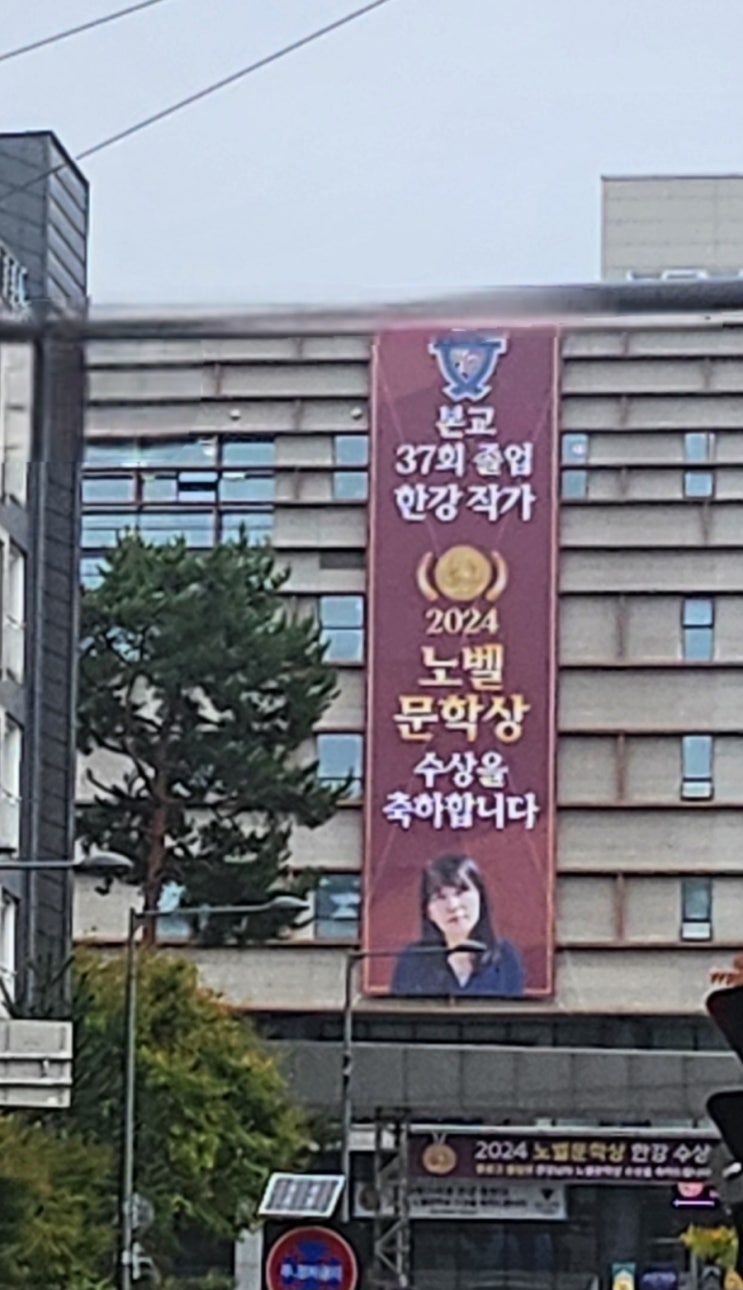 본교
37회 졸업
한강 작가
2024
노벨
문학상
수상을
축하합니다
2024 노벨문학상 한강 수상